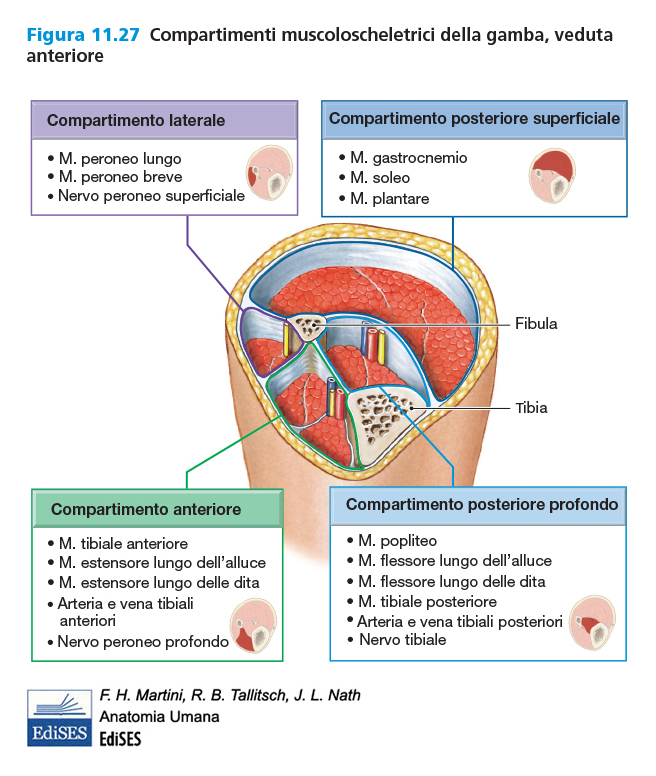 Figura 11.27 Compartimenti muscoloscheletrici della gamba, veduta
anteriore
Compartimento laterale
• M. peroneo lungo
• M. peroneo breve
• Nervo peroneo superficiale
Compartimento posteriore superficiale
• M. gastrocnemio
• M. soleo
• M. plantare
Fibula
Tibia
Compartimento anteriore
• M. tibiale anteriore
• M. estensore lungo dell'alluce
• M. estensore lungo delle dita
• Arteria e vena tibiali
anteriori
• Nervo peroneo profondo
Compartimento posteriore profondo
• M. popliteo
• M. flessore lungo dell'alluce
• M. flessore lungo delle dita
• M. tibiale posteriore
• Arteria e vena tibiali posteriori
• Nervo tibiale
EdiSES
F. H. Martini, R. B. Tallitsch, J. L. Nath
Anatomia Umana
EdiSES